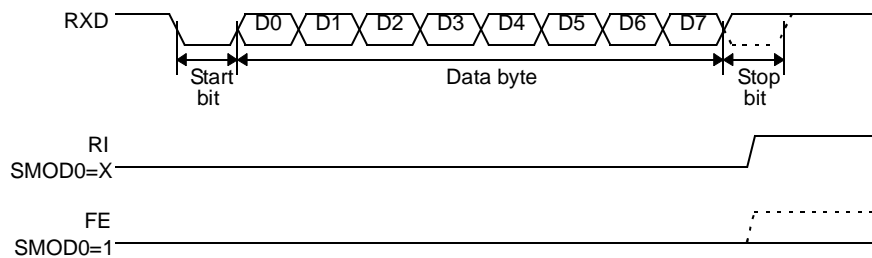 RXD
D0 D1 D2 D3 D4 D5 D6 D7
Start
bit
Data byte
Stop
bit
RI
SMOD0=X
FE
SMOD0=1